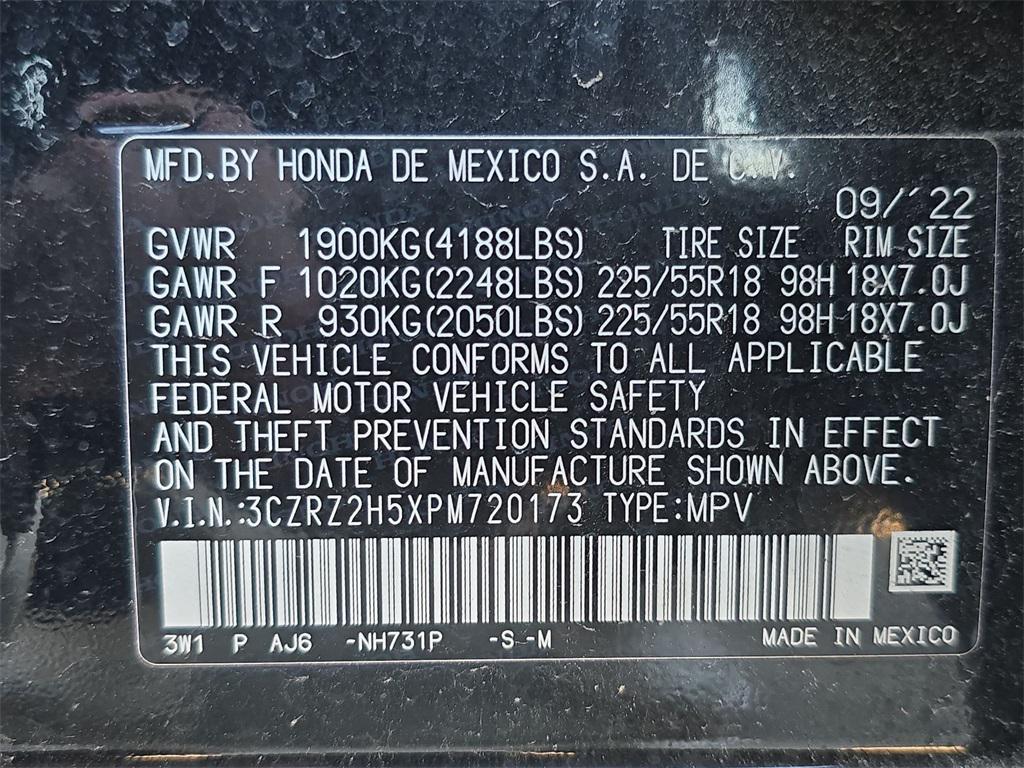 MFD.BY HONDA DE MEXICO S.A. DE C.V.
09/'22
GVWR 1900KG(4188LBS) TIRE SIZE RIM SIZE
GAWR F 1020KG(2248LBS) 225/55R18 98H 18X7.0J
GAWR R 930KG(2050LBS) 225/55R18 98H 18X7.0J
THIS VEHICLE CONFORMS TO ALL APPLICABLE
FEDERAL MOTOR VEHICLE SAFETY
AND THEFT PREVENTION STANDARDS IN EFFECT
ON THE DATE OF MANUFACTURE SHOWN ABOVE.
V.I.N.:3CZRZ2H5XPM720173 TYPE:MPV
3W1 P AJ6 -NH731P -S -M MADE IN MEXICO